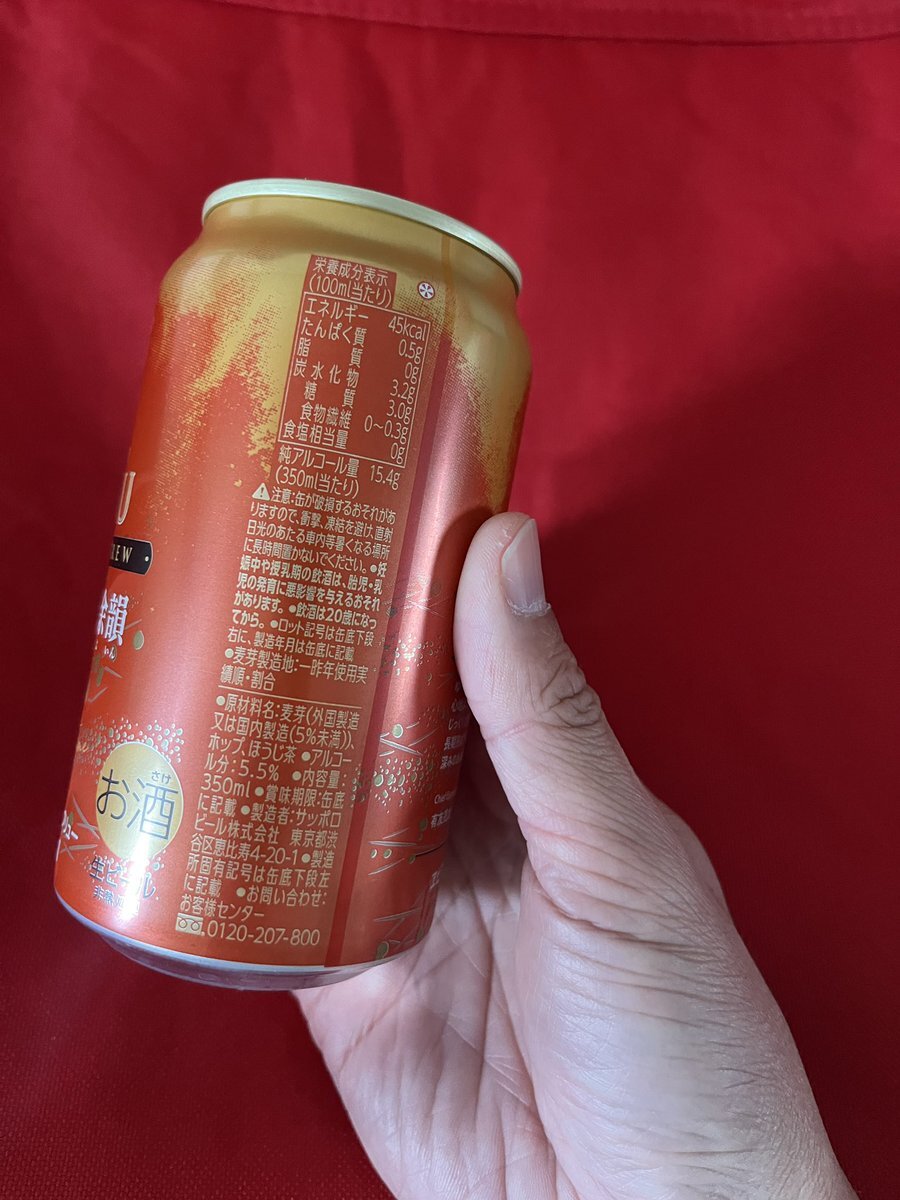 栄養成分表示
(100ml当たり)
エネルギー 45kcal
たんぱく質 0.5g
脂質 0g
炭水化物 3.2g
糖質 3.0g
食物繊維 0~0.3g
食塩相当量 0g
純アルコール量 15.4g
(350ml当たり)
注意:缶が破損するおそれがあ
りますので、衝撃、凍結を避け、直射
日光のあたる車内等暑くなる場所
に長時間置かないでください。●妊
娠中や授乳期の飲酒は、胎児・乳
児の発育に悪影響を与えるおそれ
があります。●飲酒は20歳になっ
てから。●ロット記号は缶底下段
右に、製造年月は缶底に記載
●麦芽製造地:一昨年使用実
績順・割合
●原材料名:麦芽(外国製造
又は国内製造(5%未満))、
ホップ、ほうじ茶 ●アルコー
ル分:5.5% ●内容量:
350ml ●賞味期限:缶底
に記載 ●製造者:サッポロ
ビール株式会社 東京都渋
谷区恵比寿4-20-1 ●製造
所固有記号は缶底下段左
に記載 ●お問い合わせ:
お客様センター
0120-207-800
U
韻
さけ
お酒
生ビール